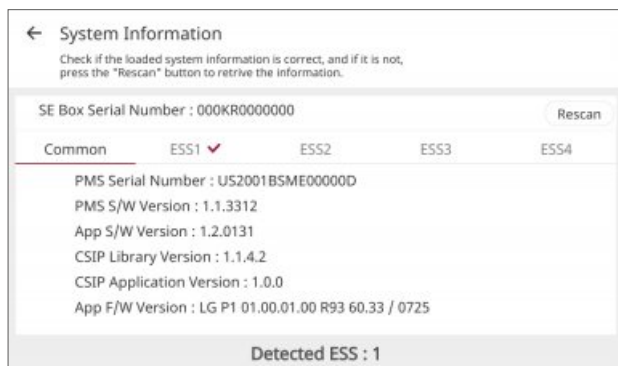 ← System Information
Check if the loaded system information is correct, and if it is not,
press the "Rescan" button to retrive the information.
SE Box Serial Number : 000KR0000000 Rescan
Common ESS1 ✔ ESS2 ESS3 ESS4
PMS Serial Number : US2001BSME00000D
PMS S/W Version : 1.1.3312
App S/W Version : 1.2.0131
CSIP Library Version : 1.1.4.2
CSIP Application Version : 1.0.0
App F/W Version : LG P1 01.00.01.00 R93 60.33 / 0725
Detected ESS : 1